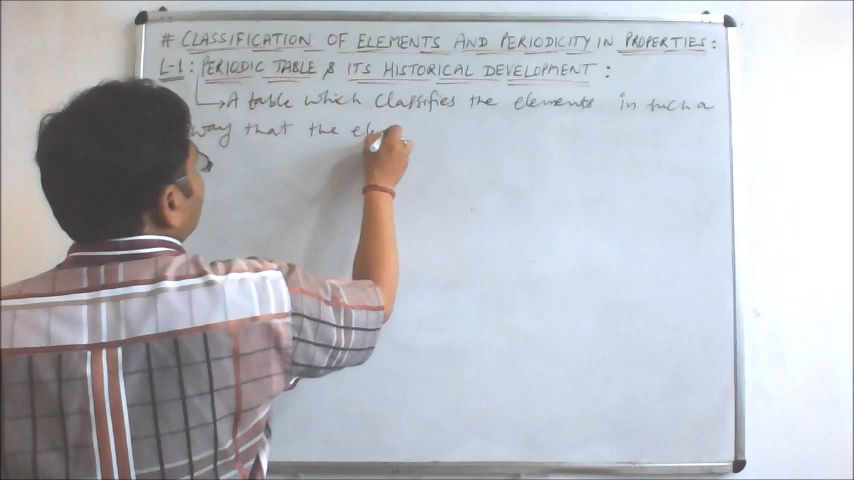 # CLASSIFICATION OF ELEMENTS AND PERIODICITY IN PROPERTIES :
L-1 : PERIODIC TABLE & ITS HISTORICAL DEVELOPMENT :
→ A table which classifies the elements in such a
way that the ele